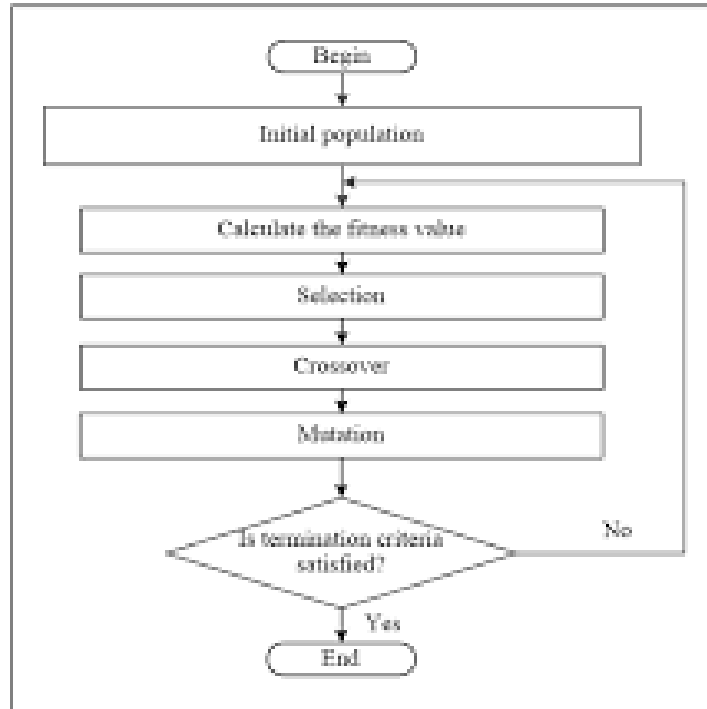 Begin
Initial population
Calculate the fitness value
Selection
Crossover
Mutation
Is termination criteria
satisfied?
No
Yes
End